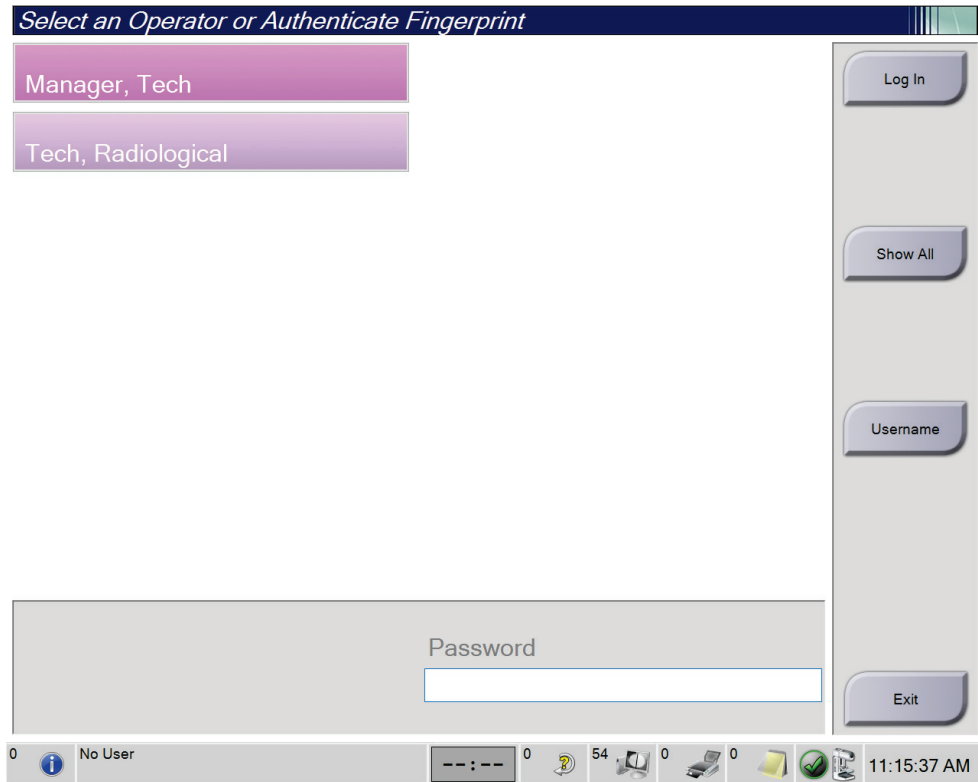 Select an Operator or Authenticate Fingerprint
Manager, Tech
Log In
Tech, Radiological
Show All
Username
Password
Exit
0 No User --:-- 0 54 0 0 11:15:37 AM